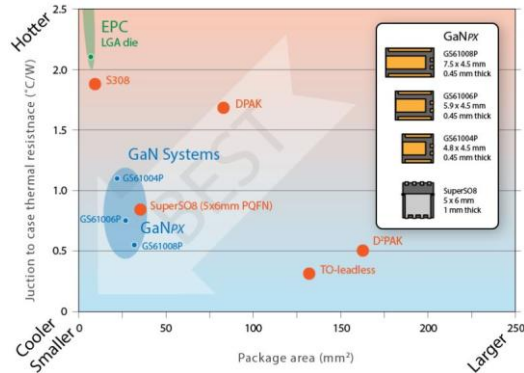 Hotter
2.5
2.0
1.5
1.0
0.5
0
Juction to case thermal resistnace (˚C/W)
Cooler
Smaller
0
50
100
150
200
250
Larger
Package area (mm²)
EPC
LGA die
S308
DPAK
BEST
GaN Systems
GS61004P
SuperSO8 (5x6mm PQFN)
GS61006P
GaNPX
GS61008P
D²PAK
TO-leadless
GaNPX
GS61008P
7.5 x 4.5 mm
0.45 mm thick
GS61006P
5.9 x 4.5 mm
0.45 mm thick
GS61004P
4.8 x 4.5 mm
0.45 mm thick
SuperSO8
5 x 6 mm
1 mm thick